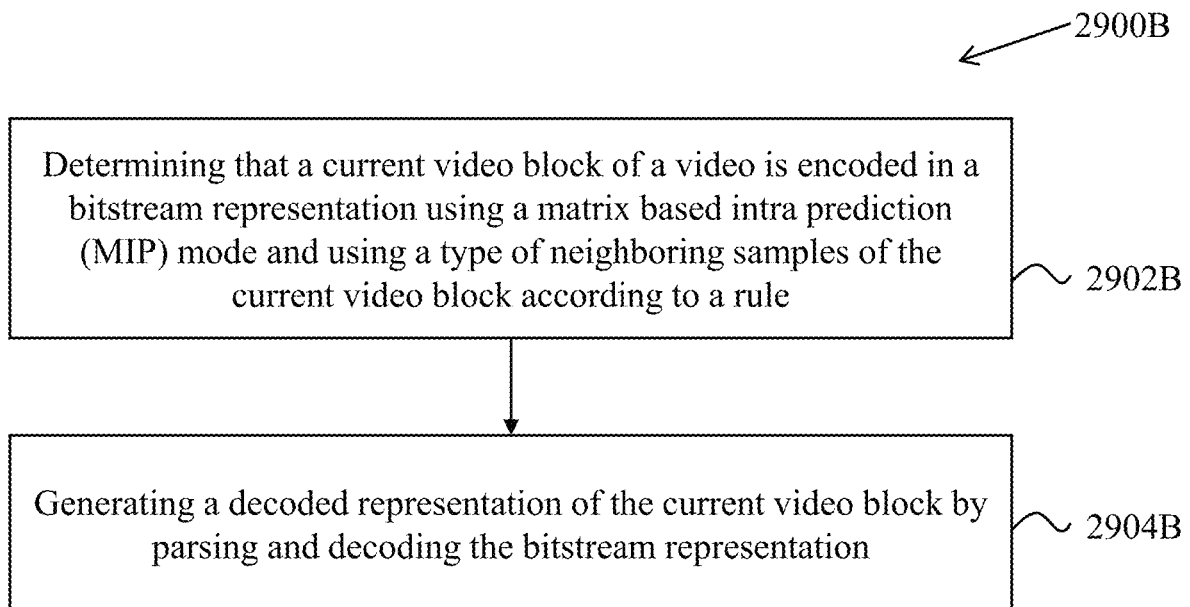 2900B
Determining that a current video block of a video is encoded in a
bitstream representation using a matrix based intra prediction
(MIP) mode and using a type of neighboring samples of the
current video block according to a rule
2902B
Generating a decoded representation of the current video block by
parsing and decoding the bitstream representation
2904B